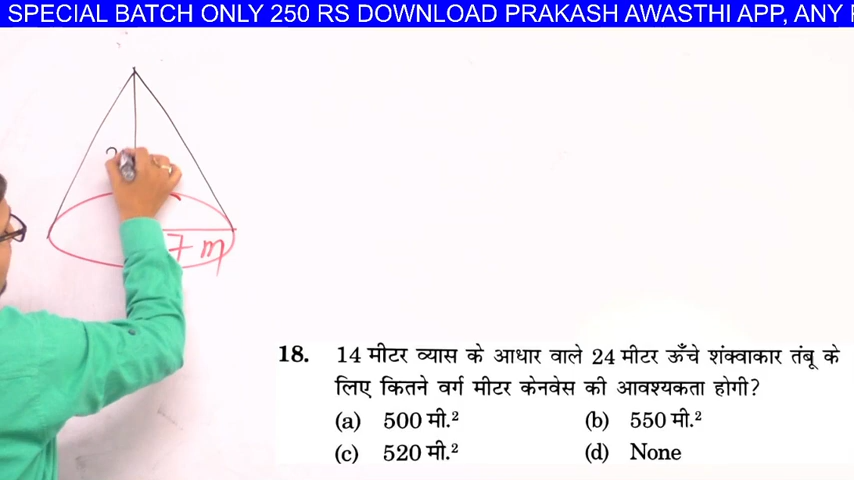 SPECIAL BATCH ONLY 250 RS DOWNLOAD PRAKASH AWASTHI APP, ANY
7 m
18. 14 मीटर व्यास के आधार वाले 24 मीटर ऊँचे शंक्वाकार तंबू के
लिए कितने वर्ग मीटर केनवेस की आवश्यकता होगी?
(a) 500 मी.² (b) 550 मी.²
(c) 520 मी.² (d) None